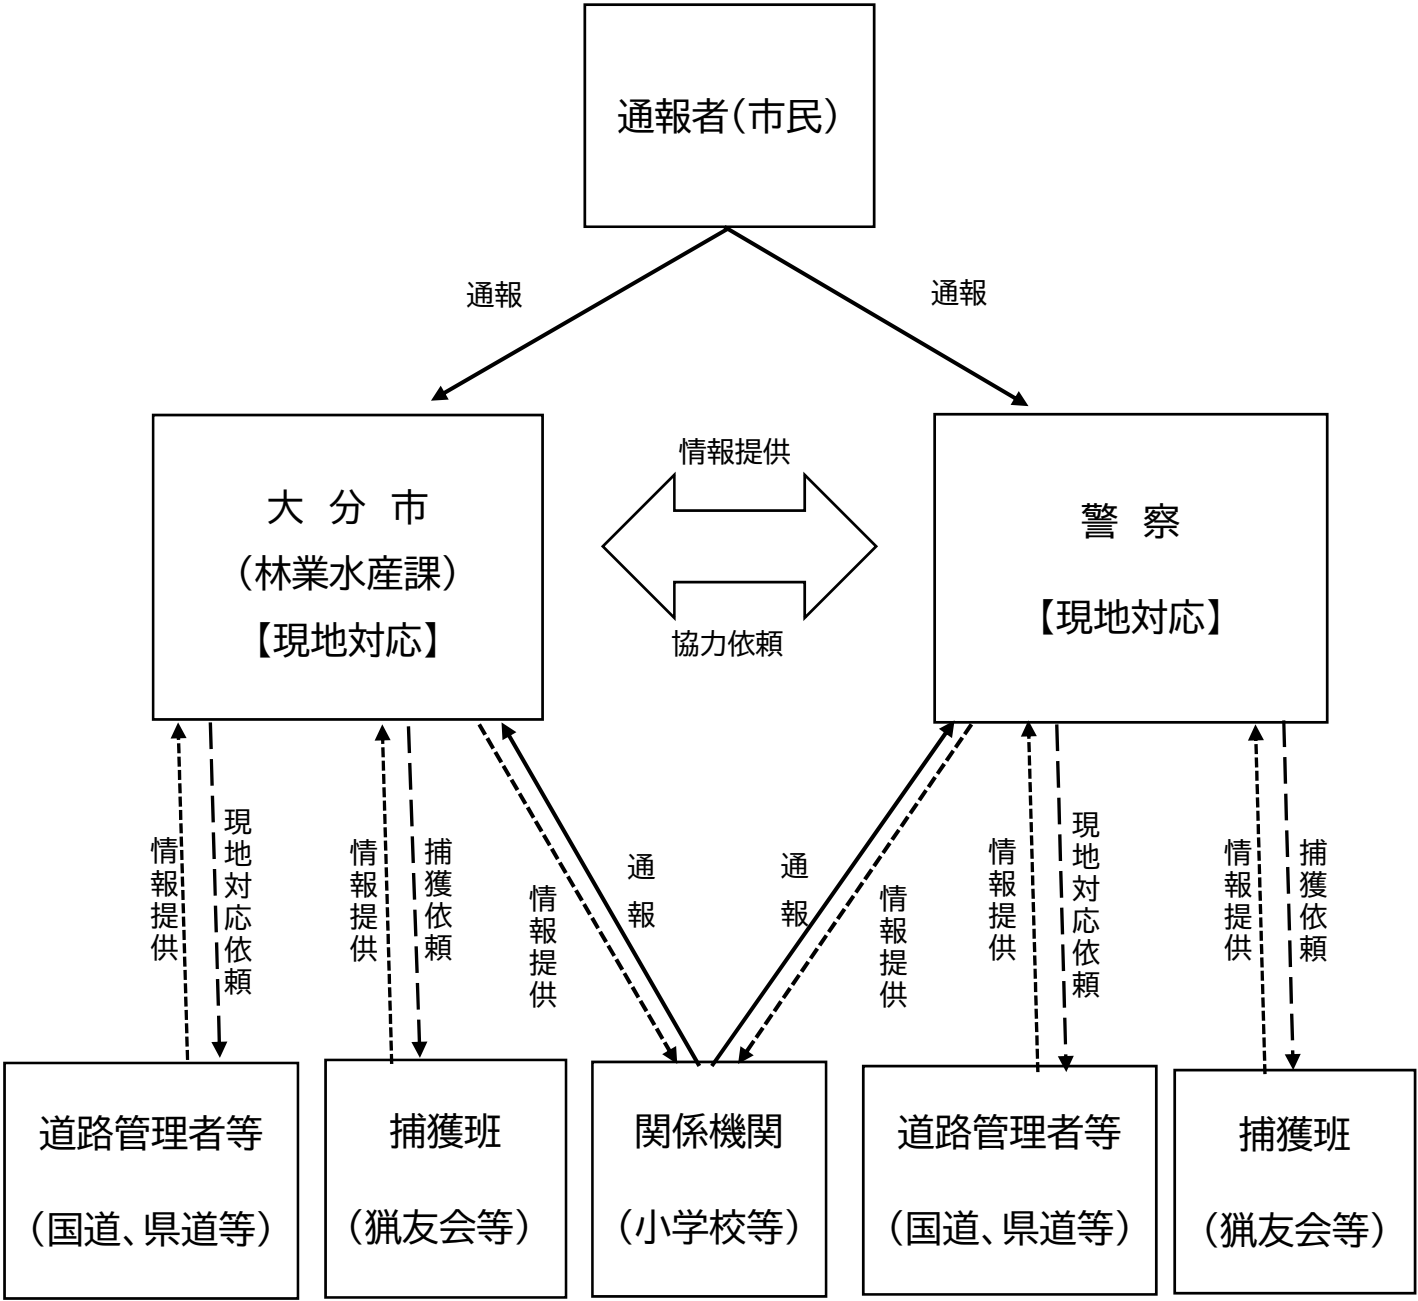 通報者（市民）
通報
通報
情報提供
大　分　市
（林業水産課）
【現地対応】
警　察
【現地対応】
協力依頼
情報提供
現地対応依頼
情報提供
捕獲依頼
情報提供
通報
通報
情報提供
情報提供
現地対応依頼
情報提供
捕獲依頼
道路管理者等
（国道、県道等）
捕獲班
（猟友会等）
関係機関
（小学校等）
道路管理者等
（国道、県道等）
捕獲班
（猟友会等）